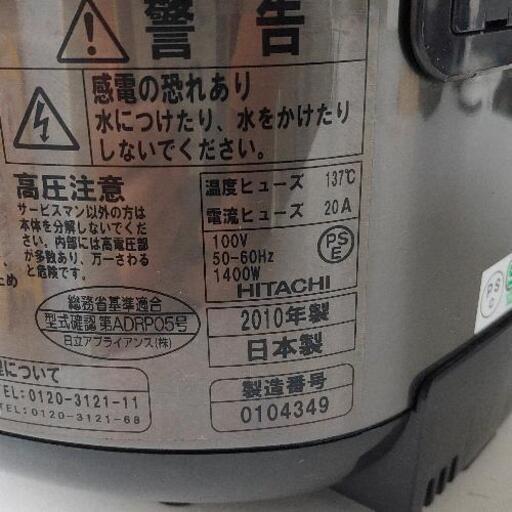 警告
感電の恐れあり
水につけたり、水をかけたり
しないでください。
高圧注意
サービスマン以外の方は
本体を分解しないでくだ
さい。内部には高電圧部
が多数あり、万一さわる
と危険です。
温度ヒューズ 137℃
電流ヒューズ 20A
100V
50-60Hz
1400W
PSE
HITACHI
総務省基準適合
型式確認 第ADRP05号
日立アプライアンス(株)
2010年製
日本製
製造番号
0104349
について
TEL:0120-3121-11
TEL:0120-3121-68